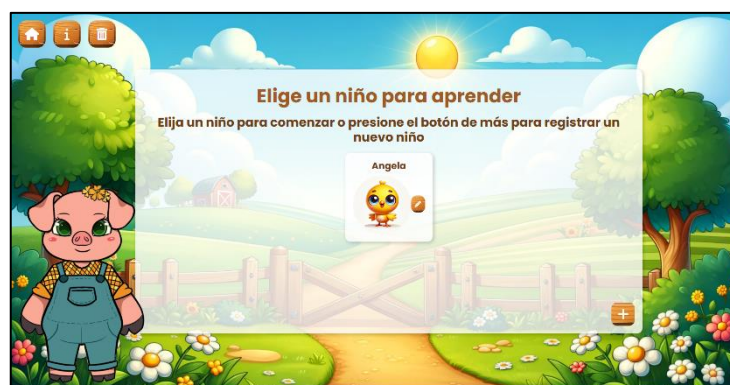 Elige un niño para aprender
Elija un niño para comenzar o presione el botón de más para registrar un
nuevo niño
Angela